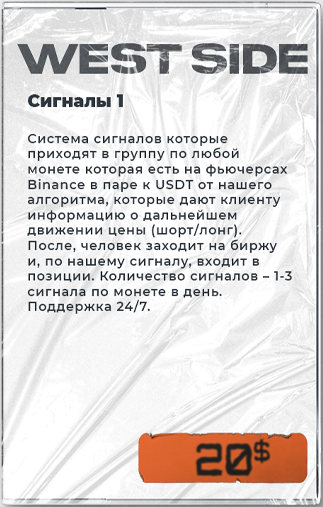 WEST SIDE
Сигналы 1
Система сигналов которые
приходят в группу по любой
монете которая есть на фьючерсах
Binance в паре к USDT от нашего
алгоритма, которые дают клиенту
информацию о дальнейшем
движении цены (шорт/лонг).
После, человек заходит на биржу
и, по нашему сигналу, входит в
позиции. Количество сигналов – 1-3
сигнала по монете в день.
Поддержка 24/7.
20$